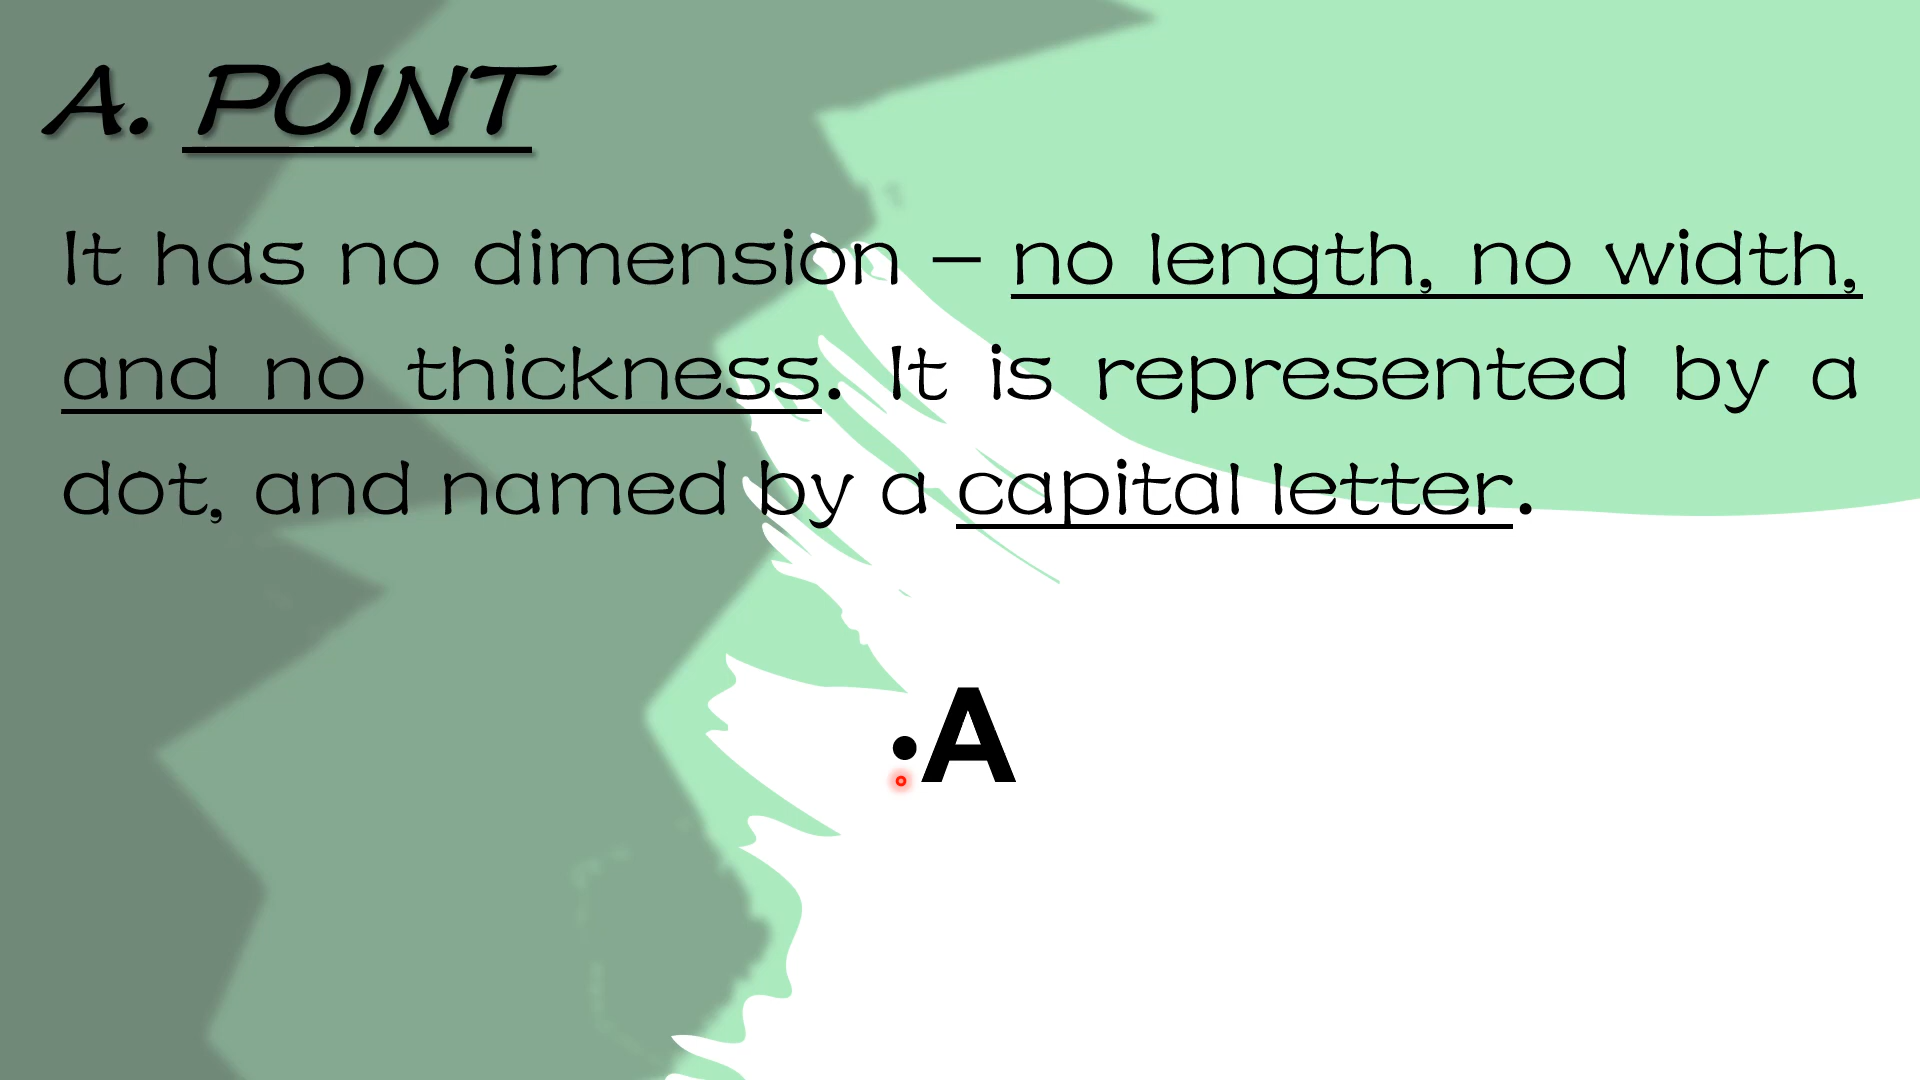 A. POINT
It has no dimension – no length, no width,
and no thickness. It is represented by a
dot, and named by a capital letter.
•A